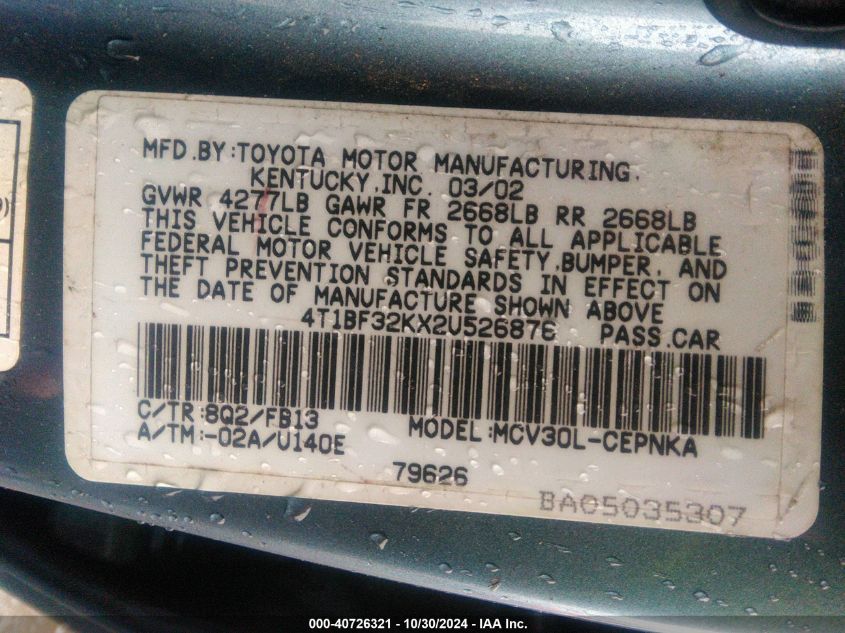 MFD.BY:TOYOTA MOTOR MANUFACTURING,
KENTUCKY,INC. 03/02
GVWR 4277LB GAWR FR 2668LB RR 2668LB
THIS VEHICLE CONFORMS TO ALL APPLICABLE
FEDERAL MOTOR VEHICLE SAFETY,BUMPER, AND
THEFT PREVENTION STANDARDS IN EFFECT ON
THE DATE OF MANUFACTURE SHOWN ABOVE
4T1BF32KX2U526876 PASS.CAR
C/TR:8Q2/FB13
A/TM:-02A/U140E
MODEL:MCV30L-CEPNKA
79626
BA05035307
000-40726321 - 10/30/2024 - IAA Inc.